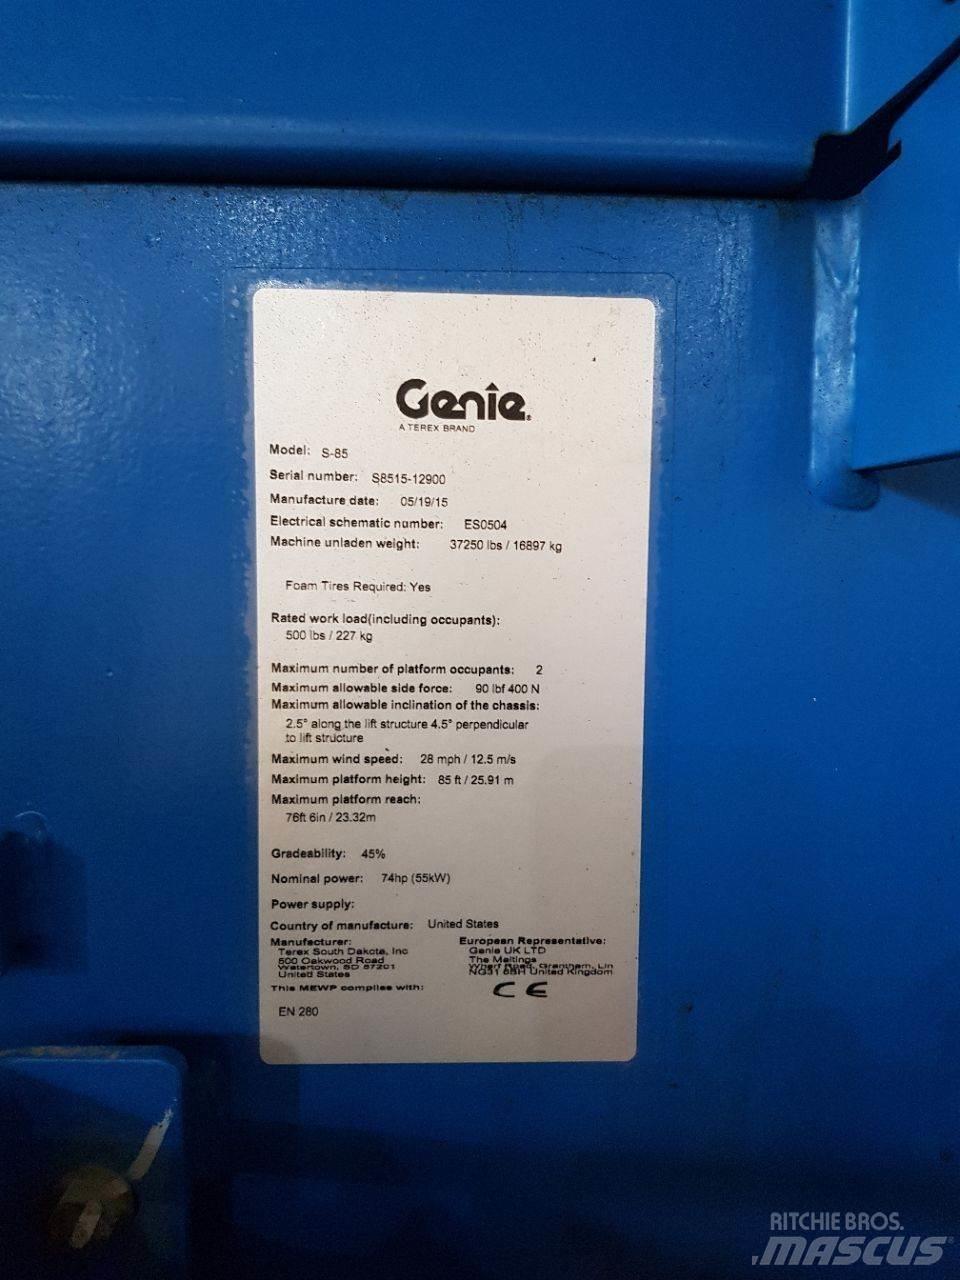 Genie
A TEREX BRAND
Model: S-85
Serial number: S8515-12900
Manufacture date: 05/19/15
Electrical schematic number: ES0504
Machine unladen weight: 37250 lbs / 16897 kg
Foam Tires Required: Yes
Rated work load(including occupants):
500 lbs / 227 kg
Maximum number of platform occupants: 2
Maximum allowable side force: 90 lbf 400 N
Maximum allowable inclination of the chassis:
2.5° along the lift structure 4.5° perpendicular
to lift structure
Maximum wind speed: 28 mph / 12.5 m/s
Maximum platform height: 85 ft / 25.91 m
Maximum platform reach:
76ft 6in / 23.32m
Gradeability: 45%
Nominal power: 74hp (55kW)
Power supply:
Country of manufacture: United States
Manufacturer: European Representative:
Terex South Dakota, Inc Genie UK LTD
500 Oakwood Road The Maltings
Watertown, SD 57201 Wharf Road, Grantham, Lin
United States United Kingdom
This MEWP complies with: CE
EN 280
RITCHIE BROS.
MASCUS